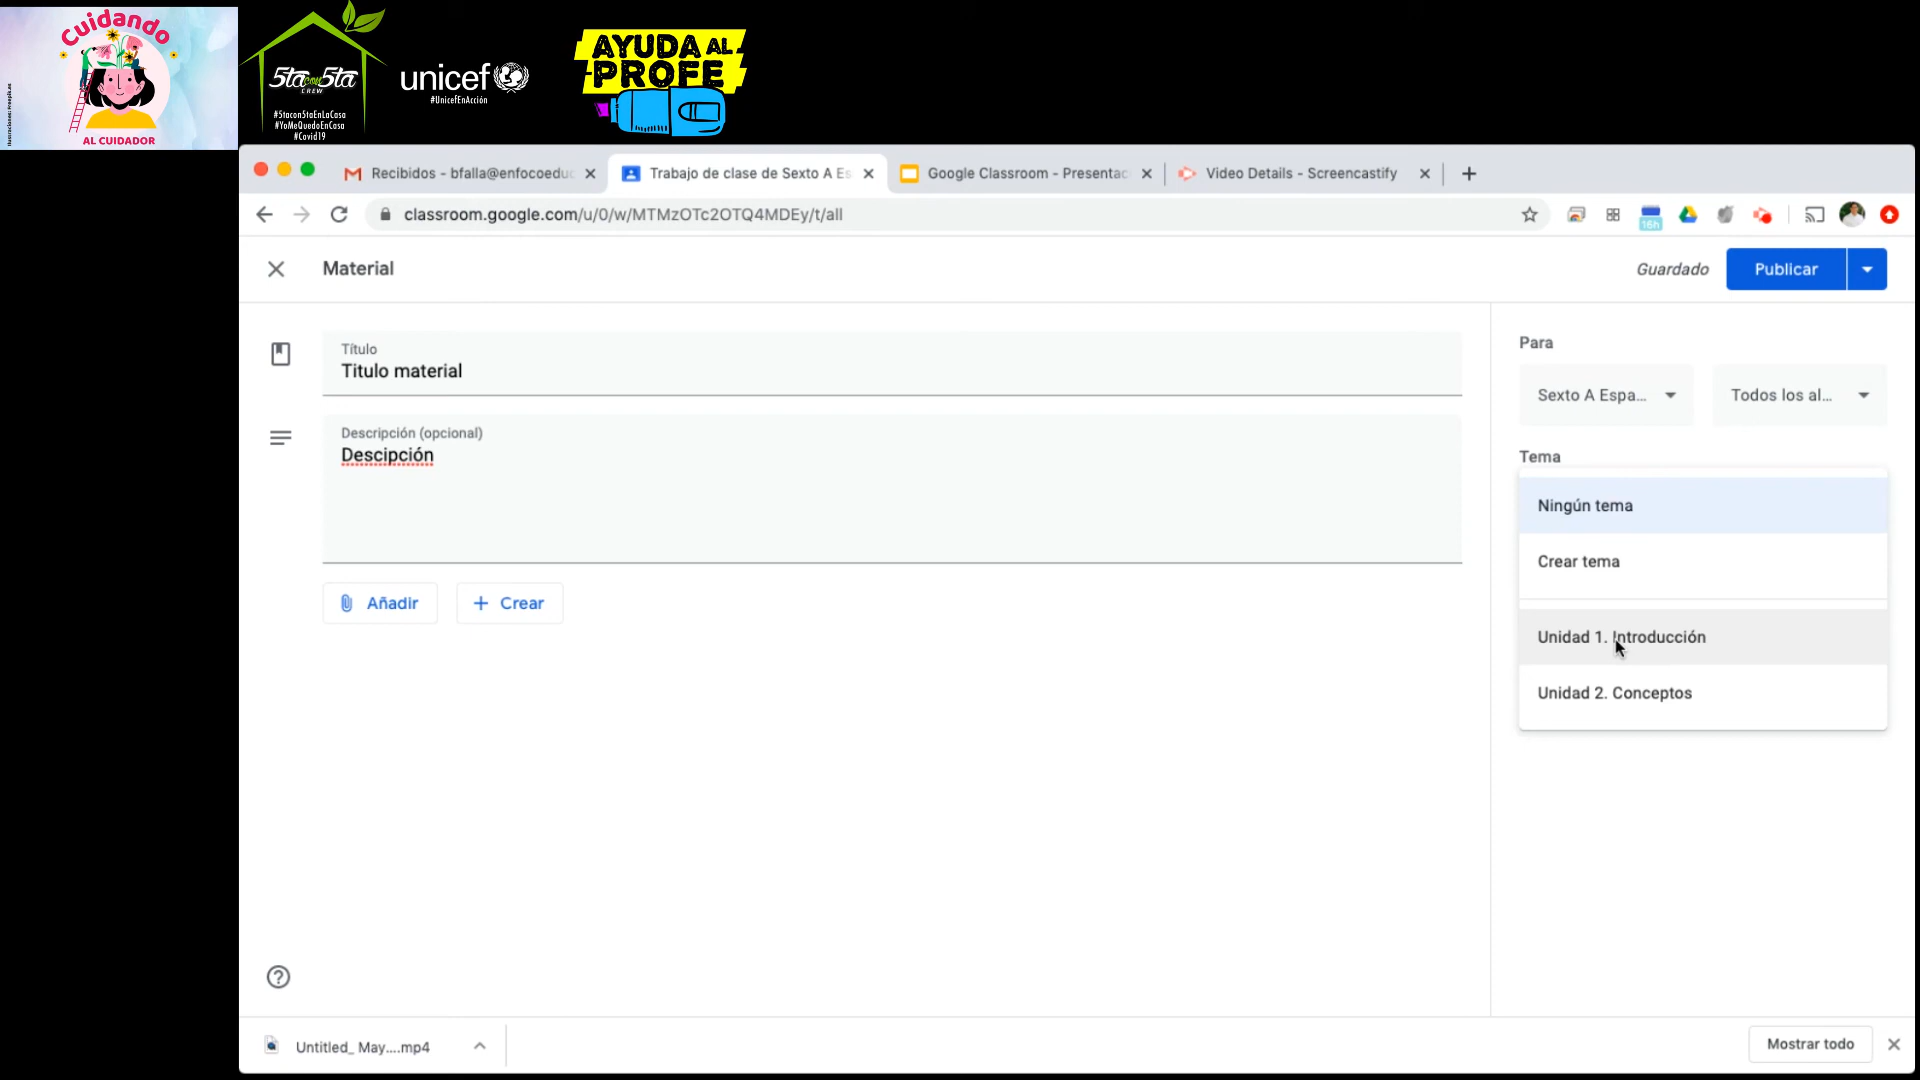 Cuidando
AL CUIDADOR
5ta con 5ta
CREW
#5tacon5taEnLaCasa
#YoMeQuedoEnCasa
#Covid19
unicef
#UnicefEnAcción
AYUDA AL
PROFE
Recibidos - bfalla@enfocoeduc
Trabajo de clase de Sexto A Es
Google Classroom - Presentac
Video Details - Screencastify
classroom.google.com/u/0/w/MTMzOTc2OTQ4MDEy/t/all
16h
Material
Guardado
Publicar
Título
Titulo material
Descripción (opcional)
Descipción
Añadir
Crear
Para
Sexto A Espa...
Todos los al...
Tema
Ningún tema
Crear tema
Unidad 1. Introducción
Unidad 2. Conceptos
Untitled_ May....mp4
Mostrar todo